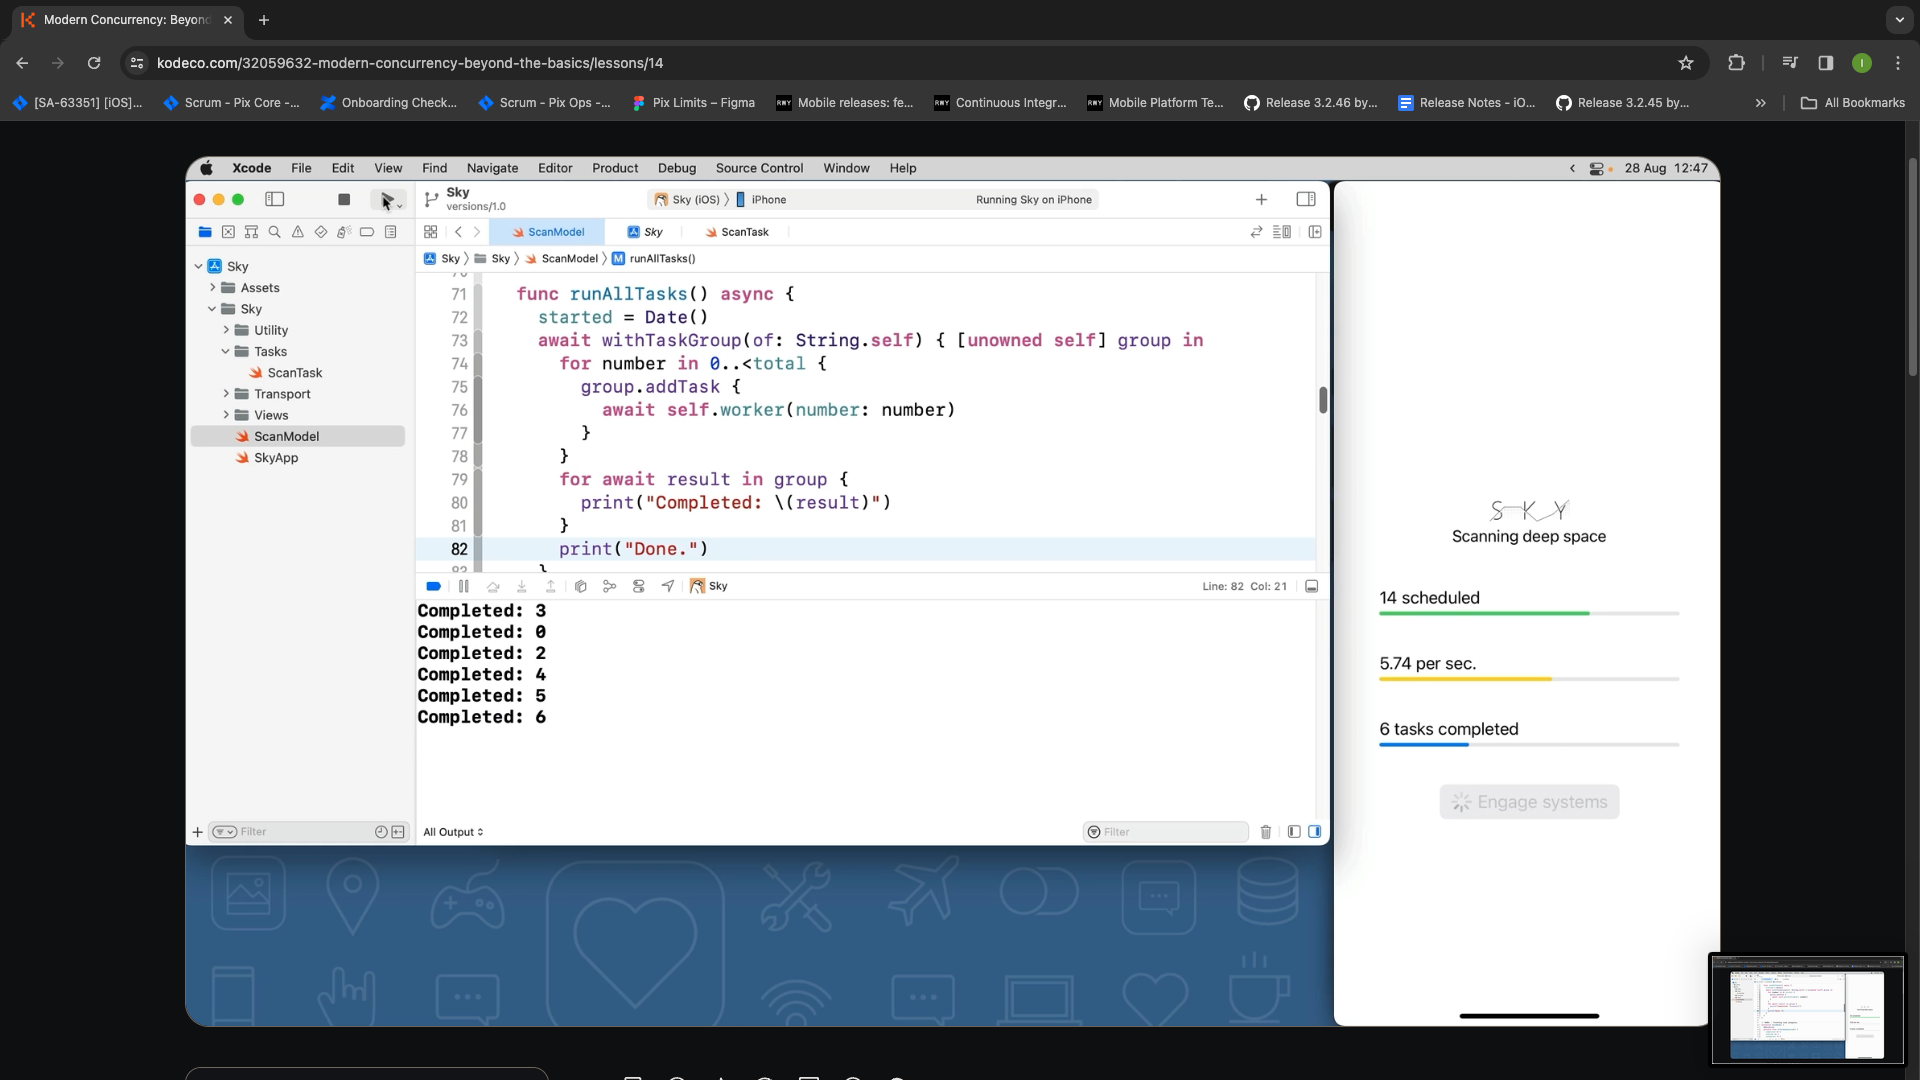 Modern Concurrency: Beyond
kodeco.com/32059632-modern-concurrency-beyond-the-basics/lessons/14
I
[SA-63351] [iOS]...
Scrum - Pix Core -...
Onboarding Check...
Scrum - Pix Ops -...
Pix Limits – Figma
Mobile releases: fe...
Continuous Integr...
Mobile Platform Te...
Release 3.2.46 by...
Release Notes - iO...
Release 3.2.45 by...
All Bookmarks
Xcode File Edit View Find Navigate Editor Product Debug Source Control Window Help
28 Aug 12:47
Sky
versions/1.0
Sky (iOS) 〉 iPhone
Running Sky on iPhone
ScanModel
Sky
ScanTask
Sky 〉 Sky 〉 ScanModel 〉 M runAllTasks()
Sky
Assets
Sky
Utility
Tasks
ScanTask
Transport
Views
ScanModel
SkyApp
Filter
71 func runAllTasks() async {
72 started = Date()
73 await withTaskGroup(of: String.self) { [unowned self] group in
74 for number in 0..<total {
75 group.addTask {
76 await self.worker(number: number)
77 }
78 }
79 for await result in group {
80 print("Completed: \(result)")
81 }
82 print("Done.")
83 }
Sky
Line: 82 Col: 21
Completed: 3
Completed: 0
Completed: 2
Completed: 4
Completed: 5
Completed: 6
All Output
Filter
S K Y
Scanning deep space
14 scheduled
5.74 per sec.
6 tasks completed
Engage systems